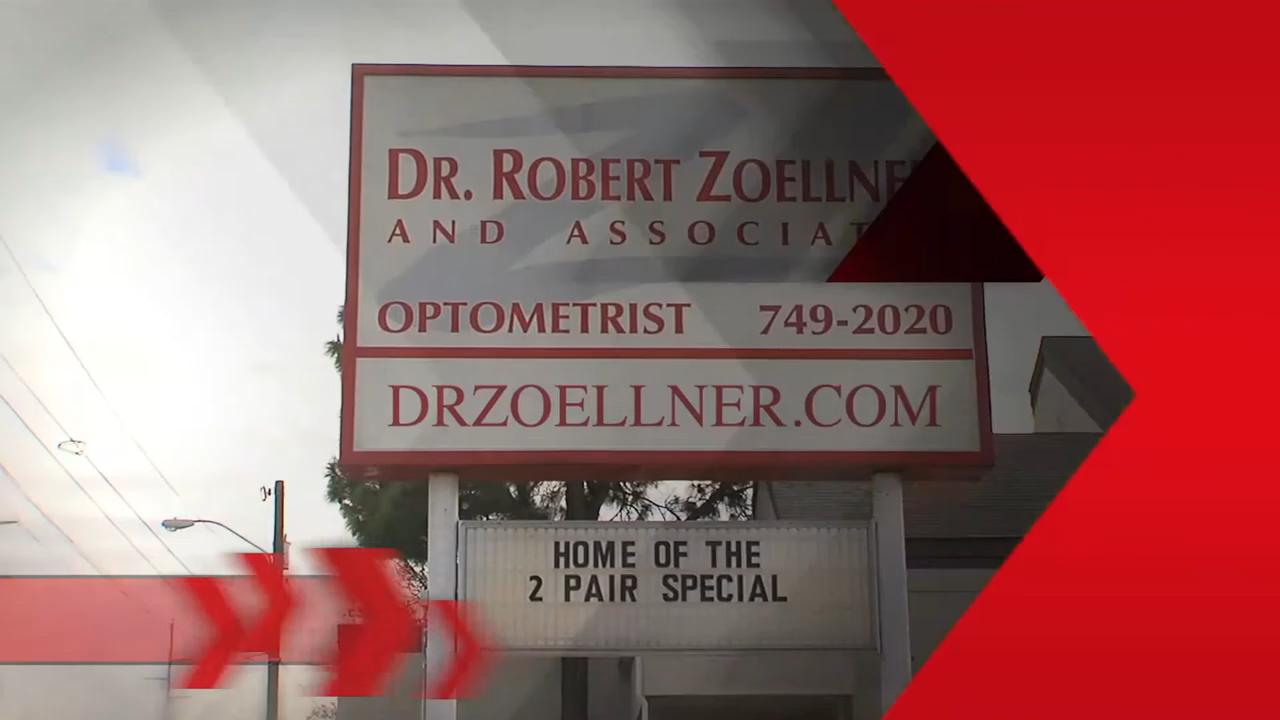 DR. ROBERT ZOELLNE
AND ASSOCIAT
OPTOMETRIST 749-2020
DRZOELLNER.COM
HOME OF THE
2 PAIR SPECIAL